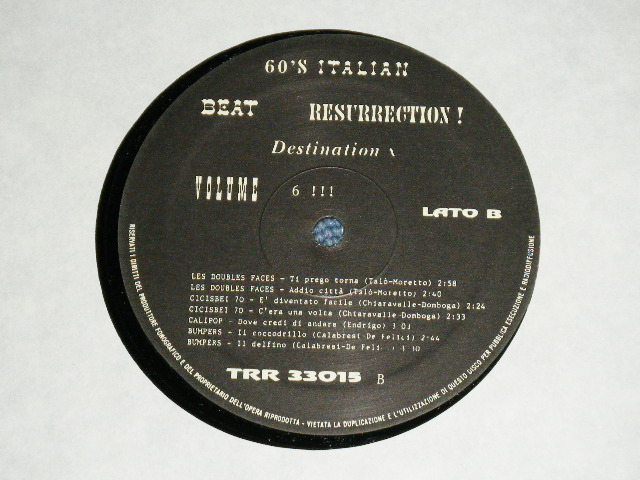 60'S ITALIAN
BEAT RESURRECTION !
Destination
VOLUME 6 !!!
LATO B
LES DOUBLES FACES - Ti prego torna (Talò-Moretto) 2:58
LES DOUBLES FACES - Addio città (Talò-Moretto) 2:40
CICISBEI 70 - E' diventato facile (Chiaravalle-Domboga) 2:24
CICISBEI 70 - C'era una volta (Chiaravalle-Domboga) 2:33
CALIPOP - Dove credi di andare (Endrigo)
BUMPERS - Il coccodrillo (Calabresi-De Felici) 2:44
BUMPERS - Il delfino (Calabresi-De
TRR 33015 B
RISERVATI I DIRITTI DEL PRODUTTORE FONOGRAFICO E DEL PROPRIETARIO DELL'OPERA RIPRODOTTA - VIETATA LA DUPLICAZIONE E L'UTILIZZAZIONE DI QUESTO DISCO PER PUBBLICA ESECUZIONE E RADIODIFFUSIONE